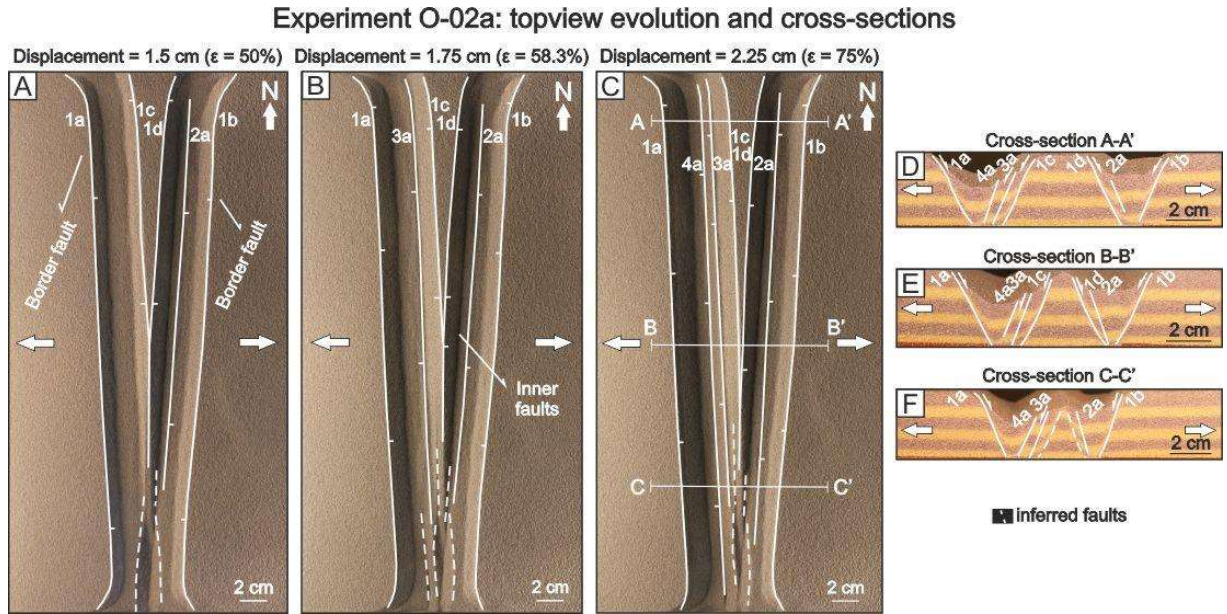 Experiment O-02a: topview evolution and cross-sections
Displacement = 1.5 cm (ε = 50%)
Displacement = 1.75 cm (ε = 58.3%)
Displacement = 2.25 cm (ε = 75%)
A
N
1a
1c
1d
2a
1b
Border fault
Border fault
2 cm
B
N
1a
3a
1c
1d
2a
1b
Inner
faults
2 cm
C
N
A
A'
1a
4a
3a
1c
1d
2a
1b
B
B'
C
C'
2 cm
Cross-section A-A'
D
1a
4a
3a
1c
1d
2a
1b
2 cm
Cross-section B-B'
E
1a
4a
3a
1c
1d
2a
1b
2 cm
Cross-section C-C'
F
1a
4a
3a
2a
1b
2 cm
inferred faults